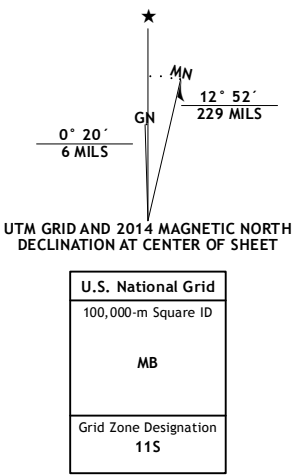 ★
MN
GN
12° 52´
229 MILS
0° 20´
6 MILS
UTM GRID AND 2014 MAGNETIC NORTH
DECLINATION AT CENTER OF SHEET
U.S. National Grid
100,000-m Square ID
MB
Grid Zone Designation
11S